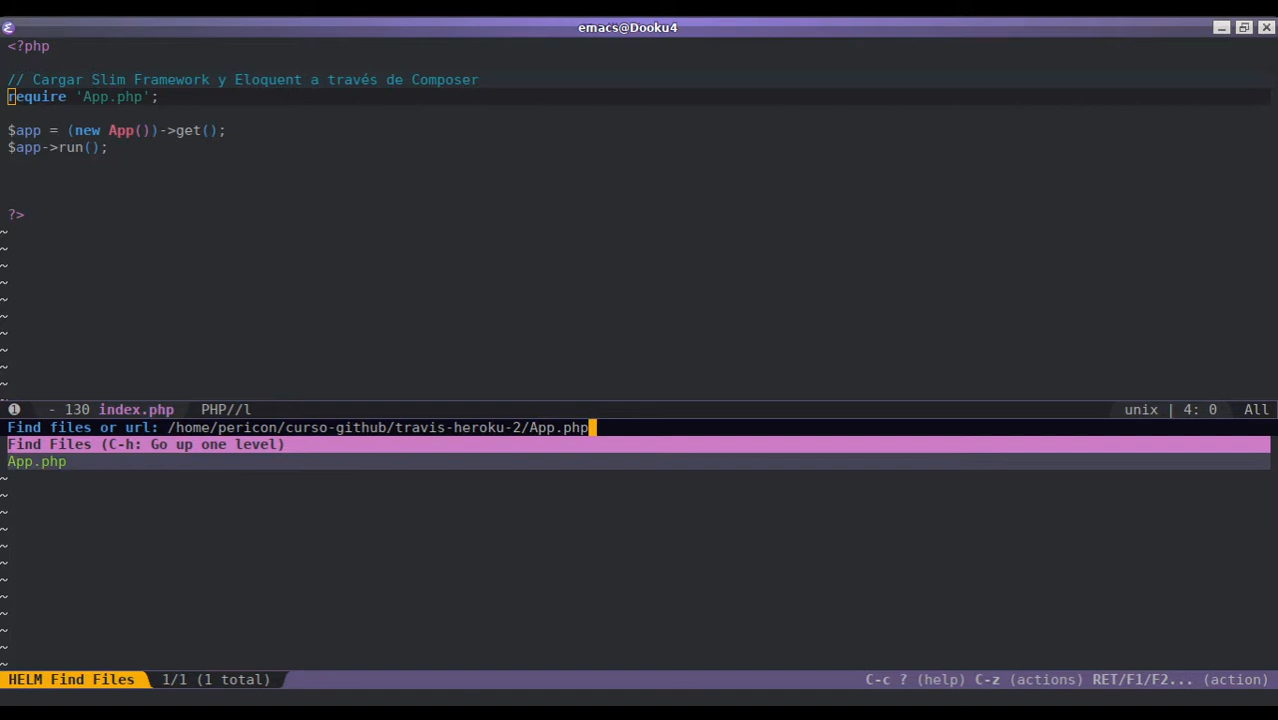 emacs@Dooku4
<?php
// Cargar Slim Framework y Eloquent a través de Composer
require 'App.php';
$app = (new App())->get();
$app->run();
?>
~
~
~
~
~
~
~
~
~
~
❶ - 130 index.php PHP//l unix | 4: 0 All
Find files or url: /home/pericon/curso-github/travis-heroku-2/App.php
Find Files (C-h: Go up one level)
App.php
~
~
~
~
~
~
~
~
~
~
~
~
HELM Find Files 1/1 (1 total) C-c ? (help) C-z (actions) RET/F1/F2... (action)